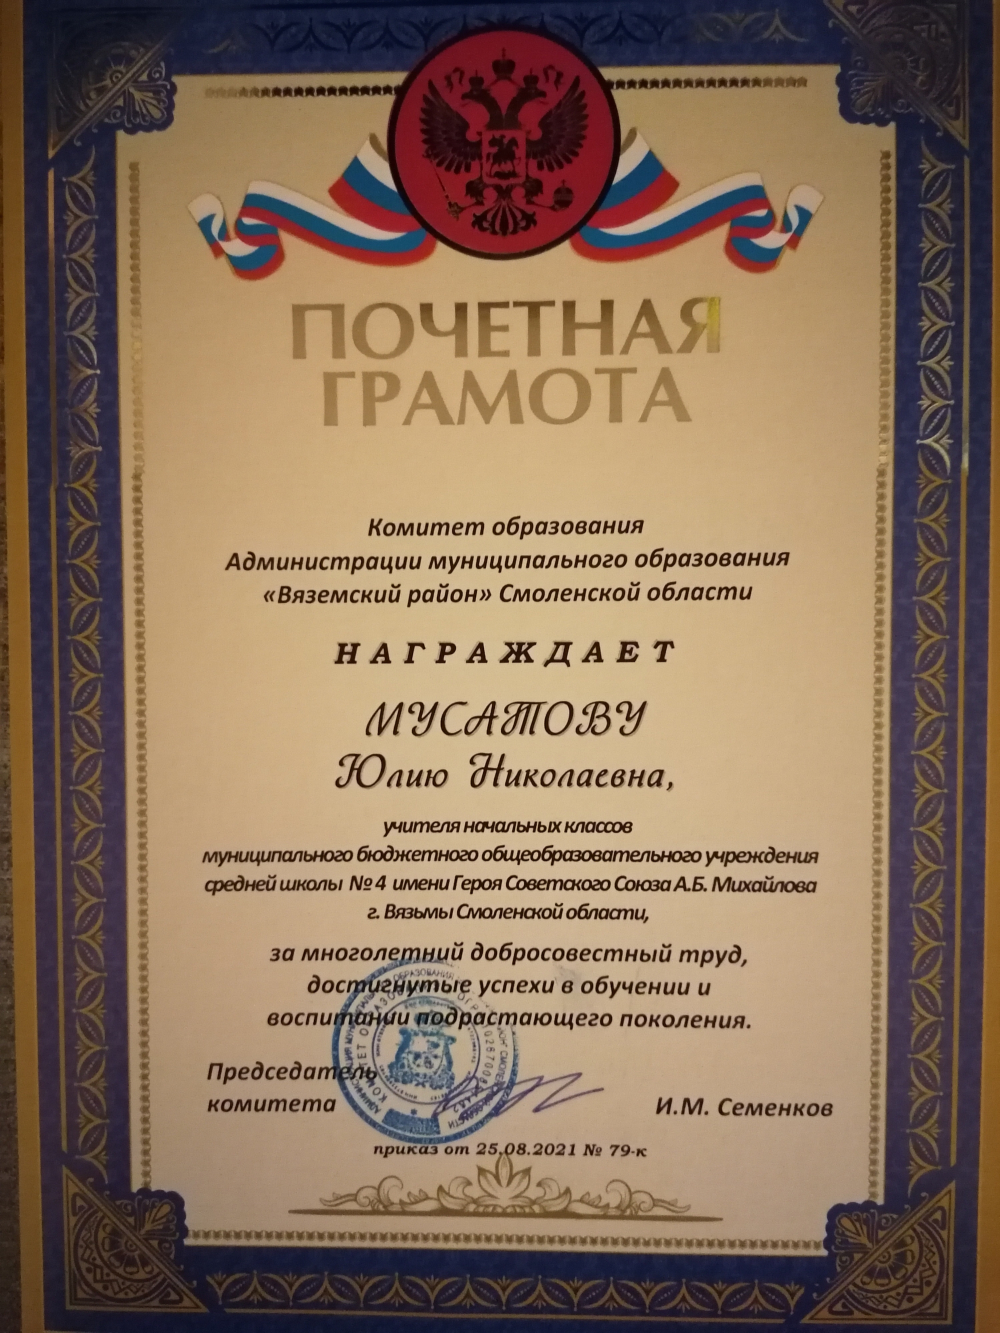 ПОЧЕТНАЯ
ГРАМОТА
Комитет образования
Администрации муниципального образования
«Вяземский район» Смоленской области
НАГРАЖДАЕТ
МУСАТОВУ
Юлию Николаевна,
учителя начальных классов
муниципального бюджетного общеобразовательного учреждения
средней школы № 4 имени Героя Советского Союза А.Б. Михайлова
г. Вязьмы Смоленской области,
за многолетний добросовестный труд,
достигнутые успехи в обучении и
воспитании подрастающего поколения.
Председатель
комитета
И.М. Семенков
приказ от 25.08.2021 № 79-к